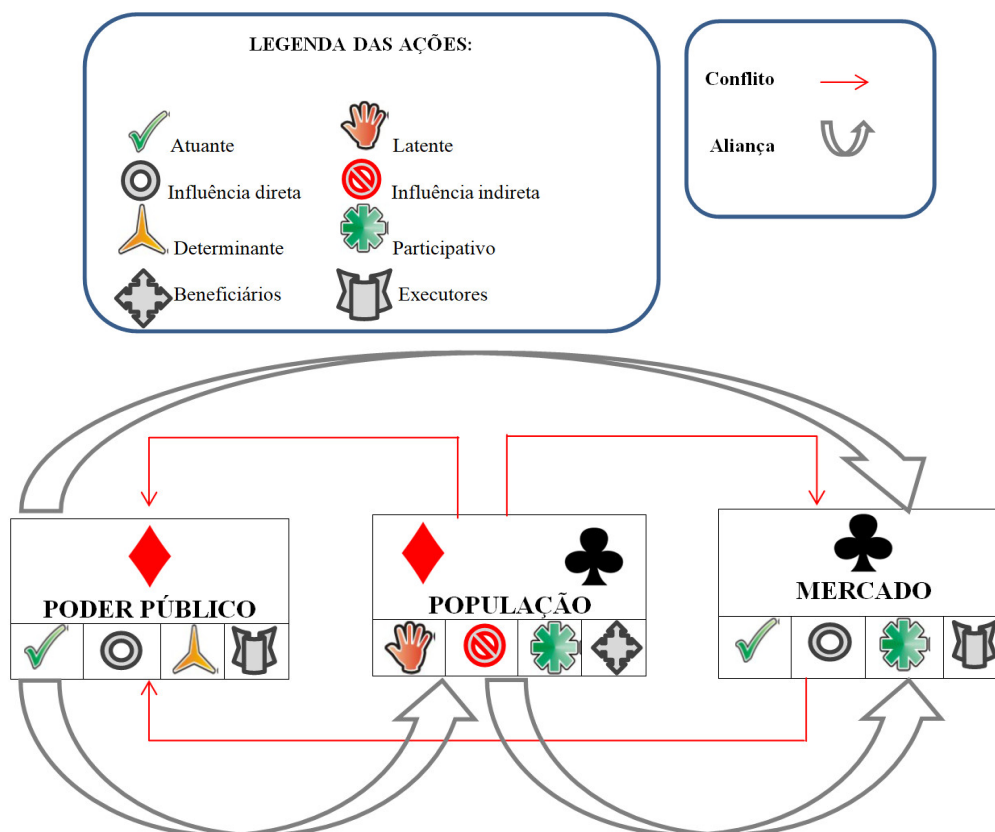 LEGENDA DAS AÇÕES:
Atuante
Latente
Influência direta
Influência indireta
Determinante
Participativo
Beneficiários
Executores
Conflito
Aliança
PODER PÚBLICO
POPULAÇÃO
MERCADO